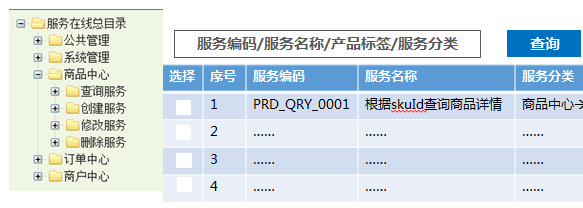 服务在线总目录
公共管理
系统管理
商品中心
查询服务
创建服务
修改服务
删除服务
订单中心
商户中心
服务编码/服务名称/产品标签/服务分类
查询
选择 序号 服务编码 服务名称 服务分类
1 PRD_QRY_0001 根据skuId查询商品详情 商品中心→
2 …… …… ……
3 …… …… ……
4 …… …… ……